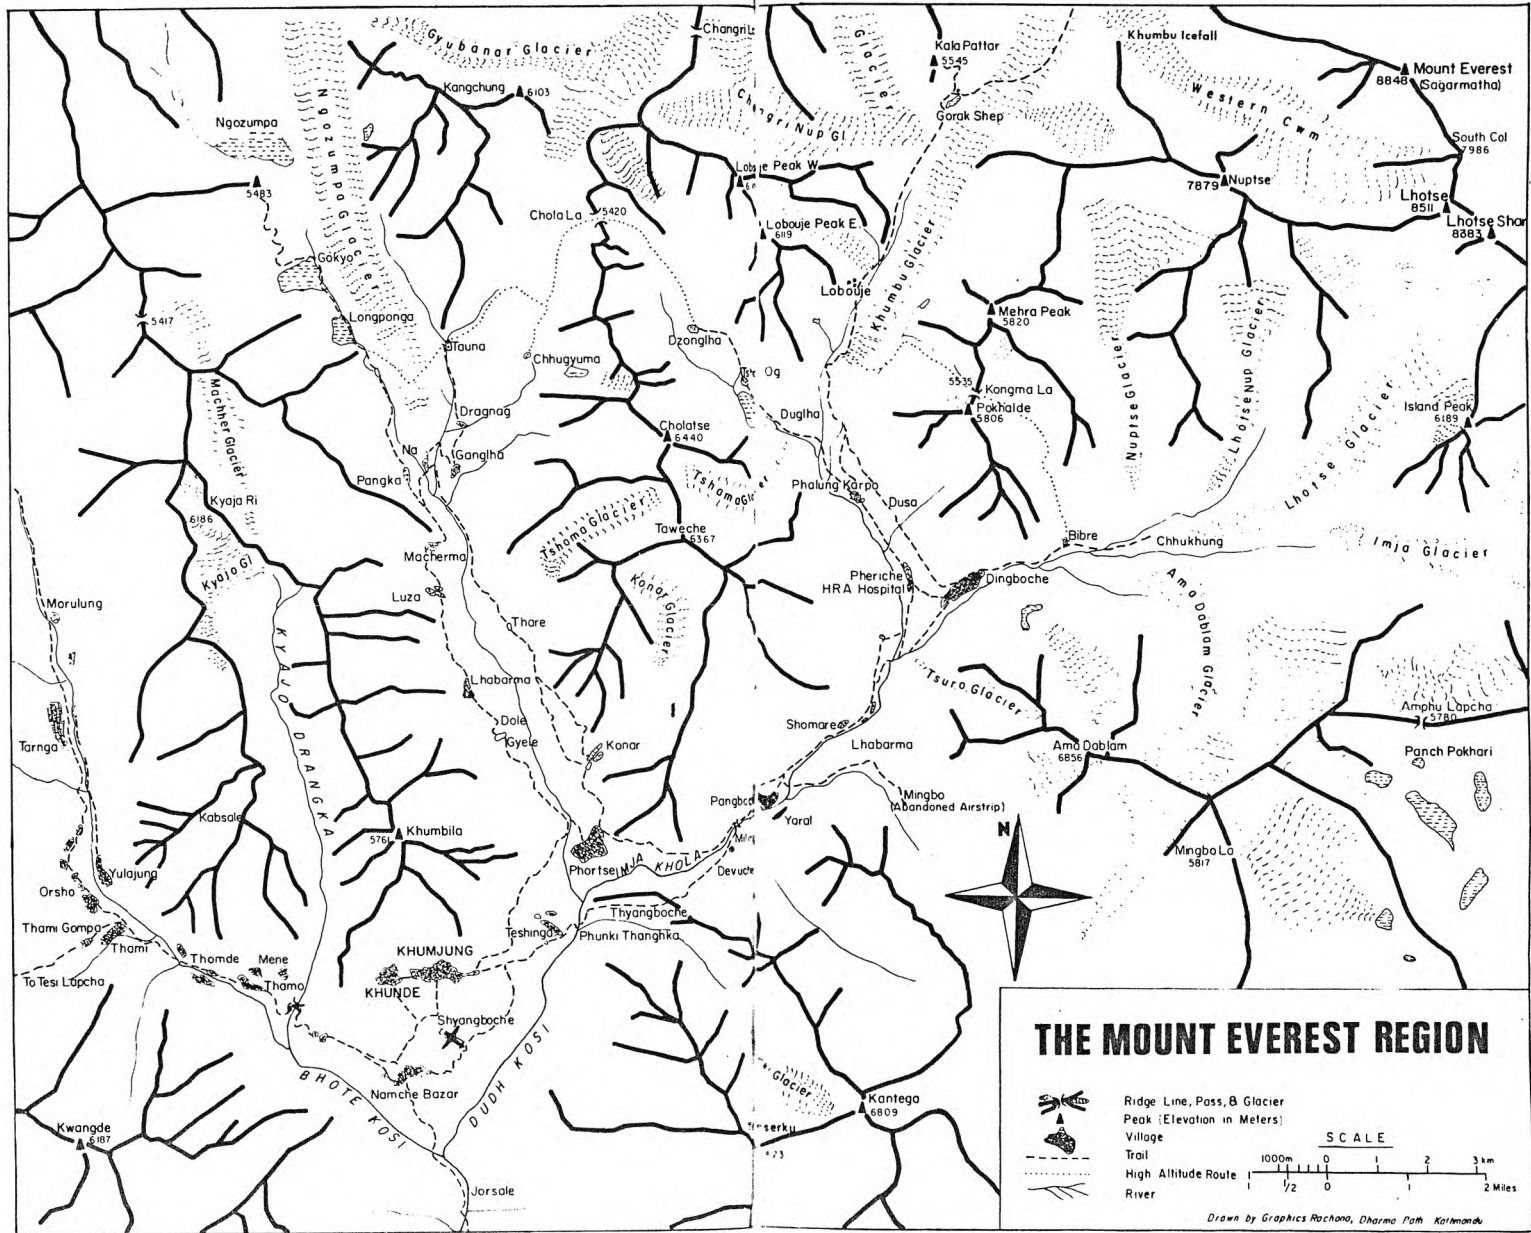 Gyubanar Glacier
Changri
Glacier
Kala Pattar
5545
Khumbu Icefall
Mount Everest
8848
(Sagarmatha)
Kangchung
6103
Ngozumpa
Ngozumpa Glacier
Changri Nup Gl
Gorak Shep
Western Cwm
South Col
7986
5483
Lobuje Peak W.
7879
Nuptse
Lhotse
8511
Lhotse Shar
8383
Chola La
5420
Lobouje Peak E.
6119
Gokyo
Khumbu Glacier
Lobouje
5417
Longponga
Mehra Peak
5820
Tauna
Dzonglha
Chhugyuma
Nuptse Glacier
Lhotse Nup Glacier
Lhotse Glacier
Machher Glacier
5535
Kongma La
Pokhalde
5806
Island Peak
6189
Dragnag
Duglha
Cholatse
6440
Na
Ganglha
Pangka
Tshama Glacier
Phalung Karpo
Dusa
Kyaja Ri
6186
Tshoma Glacier
Taweche
6367
Bibre
Chhukhung
Imja Glacier
Macherma
Kyajo Gl
Konar Glacier
Pheriche
HRA Hospital
Dingboche
Luza
Marulung
Thare
Ama Dablam Glacier
KYAJO DRANGKA
Lhabarma
Tsuro Glacier
Dole
Gyele
Konar
Shomare
Lhabarma
Ama Dablam
6856
Amphu Lapcha
5780
Tarnga
Panch Pokhari
Pangboc
Mingbo
(Abandoned Airstrip)
Yaral
Kabsale
5761
Khumbila
N
Mingbo La
5817
Phortse
IMJA KHOLA
Devuche
Yulajung
Orsho
Thyangboche
Thami Gompa
Thami
Teshinga
Phunki Thanghka
KHUMJUNG
Thomde
Mene
Thamo
To Tesi Lapcha
KHUNDE
Shyangboche
Namche Bazar
BHOTE KOSI
DUDH KOSI
Glacier
Kantega
6809
Kwangde
6187
serku
23
Jorsale
THE MOUNT EVEREST REGION
Ridge Line, Pass, & Glacier
Peak (Elevation in Meters)
Village
Trail
High Altitude Route
River
SCALE
1000m 0 1 2 3 km
1 1/2 0 1 2 Miles
Drawn by Graphics Rachana, Dharma Path Kathmandu